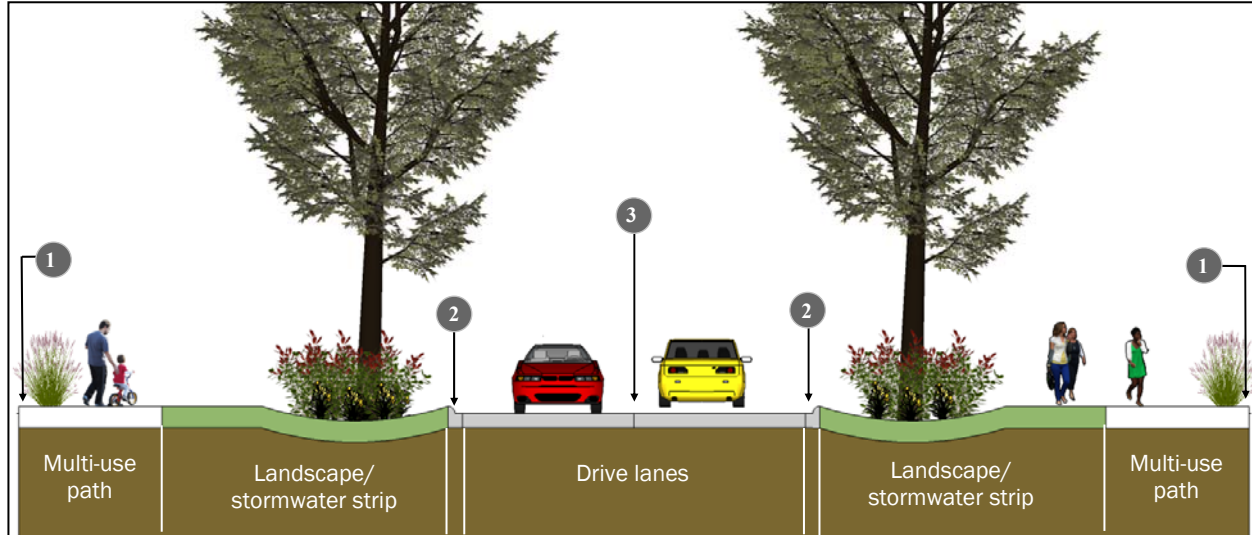 3
1
1
2
2
Multi-use
path
Landscape/
stormwater strip
Drive lanes
Landscape/
stormwater strip
Multi-use
path